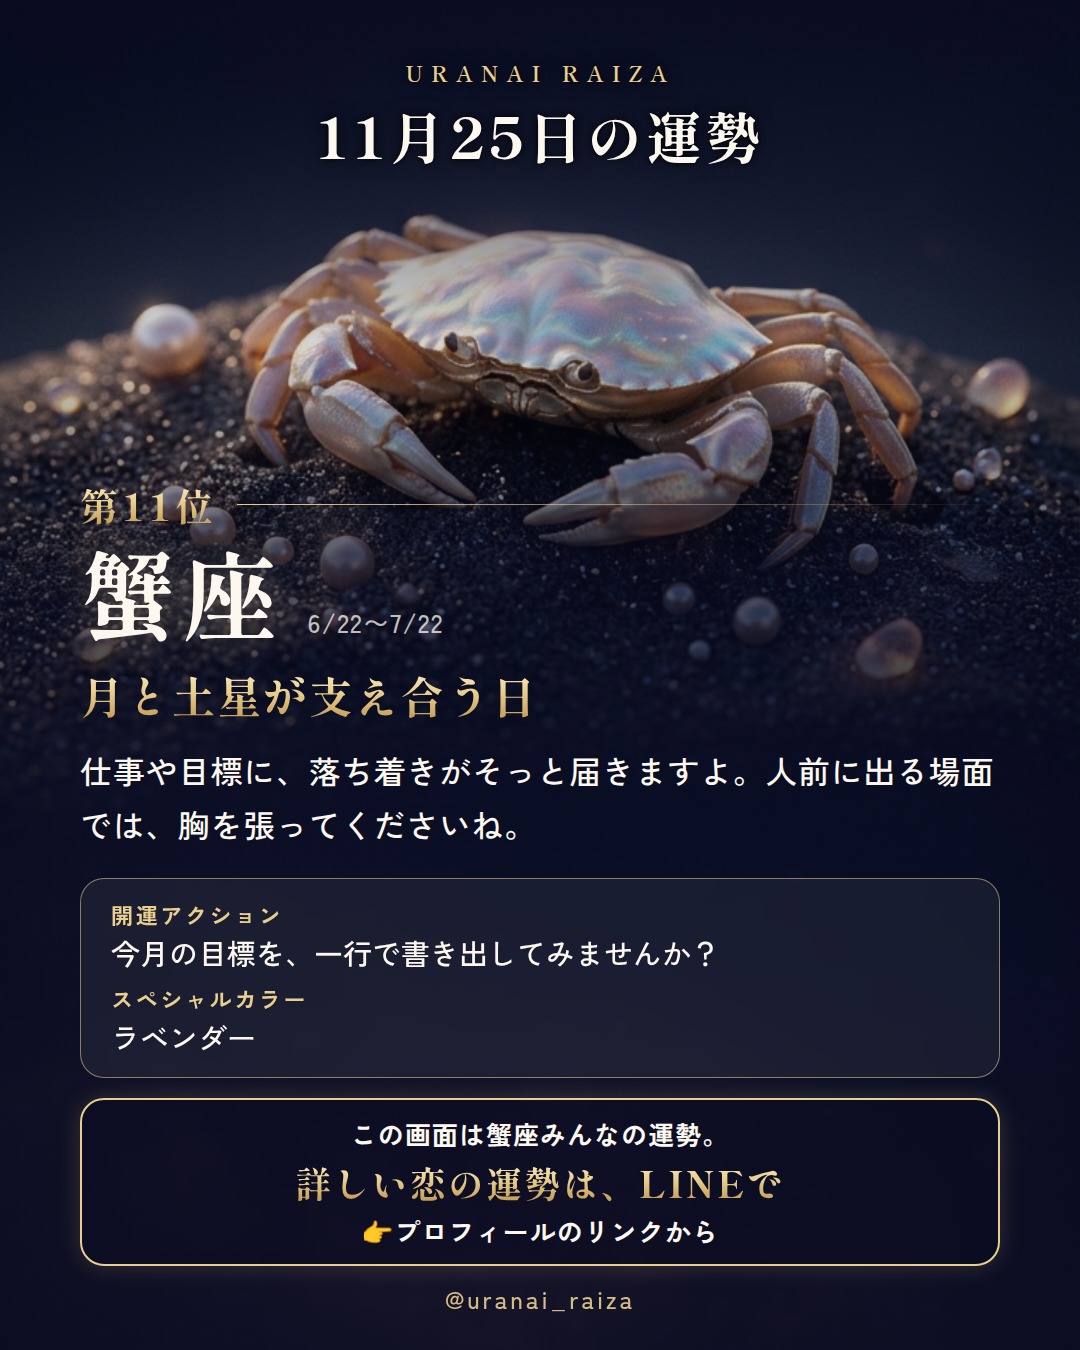 URANAI RAIZA
11月25日の運勢
第11位
蟹座 6/22〜7/22
月と土星が支え合う日
仕事や目標に、落ち着きがそっと届きますよ。人前に出る場面
では、胸を張ってくださいね。
開運アクション
今月の目標を、一行で書き出してみませんか？
スペシャルカラー
ラベンダー
この画面は蟹座みんなの運勢。
詳しい恋の運勢は、LINEで
👉プロフィールのリンクから
@uranai_raiza